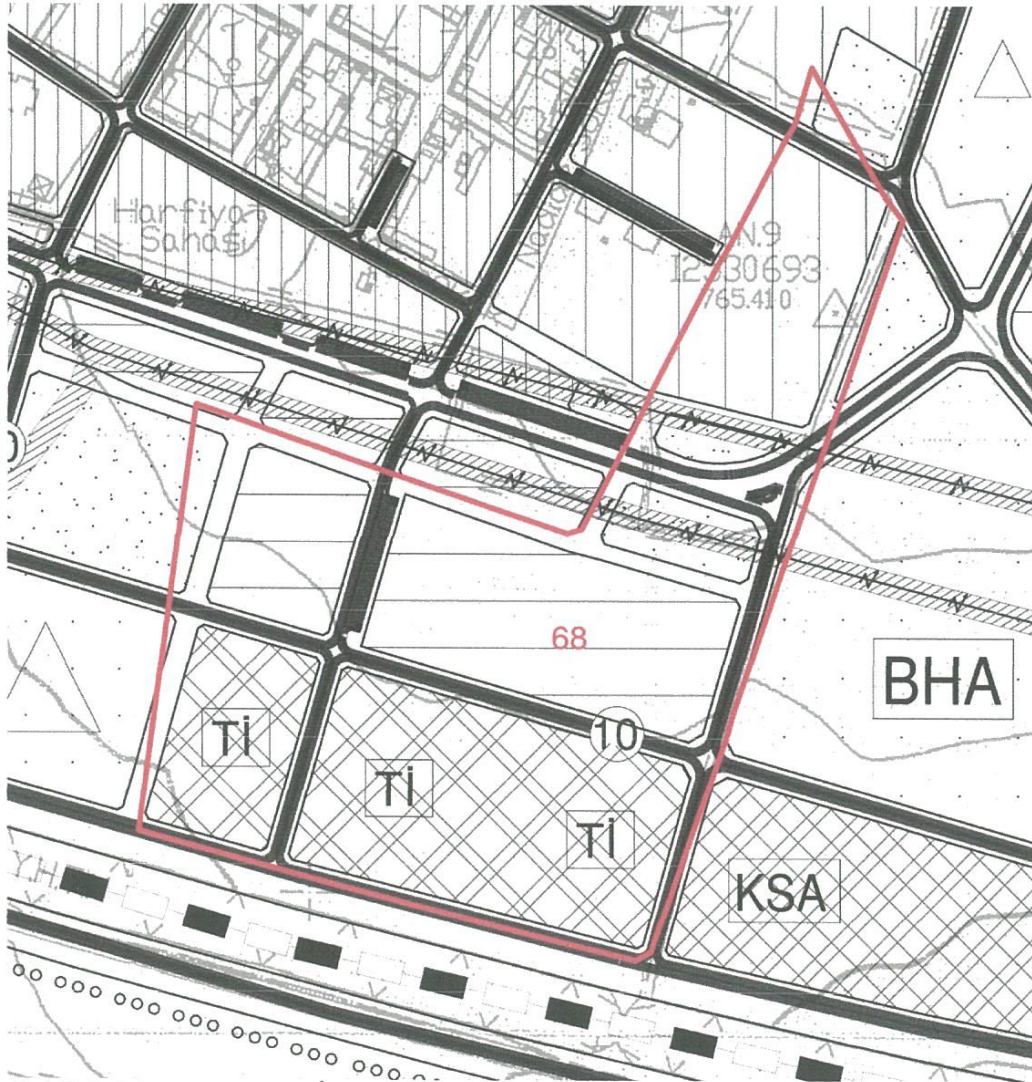 Harfiyat
Sahası
AN.9
12330693
765.410
68
BHA
10
Tİ
Tİ
Tİ
KSA
Y.H.